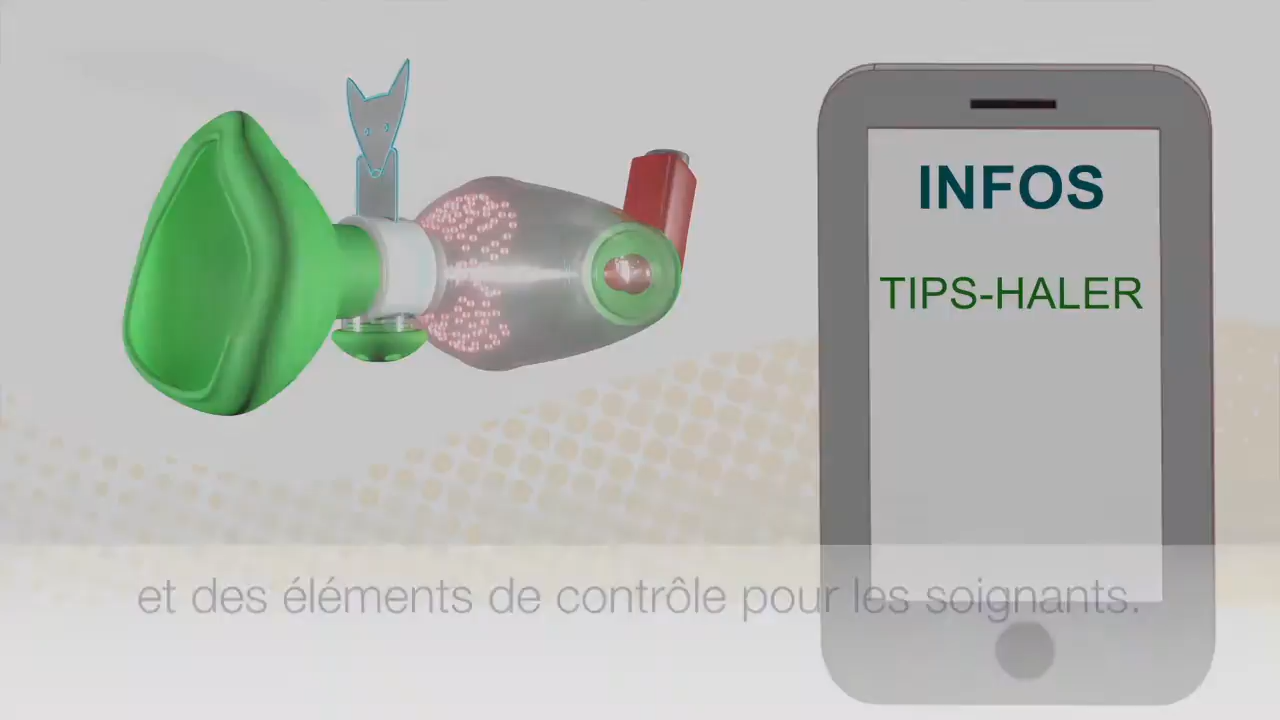 INFOS
TIPS-HALER
et des éléments de contrôle pour les soignants.